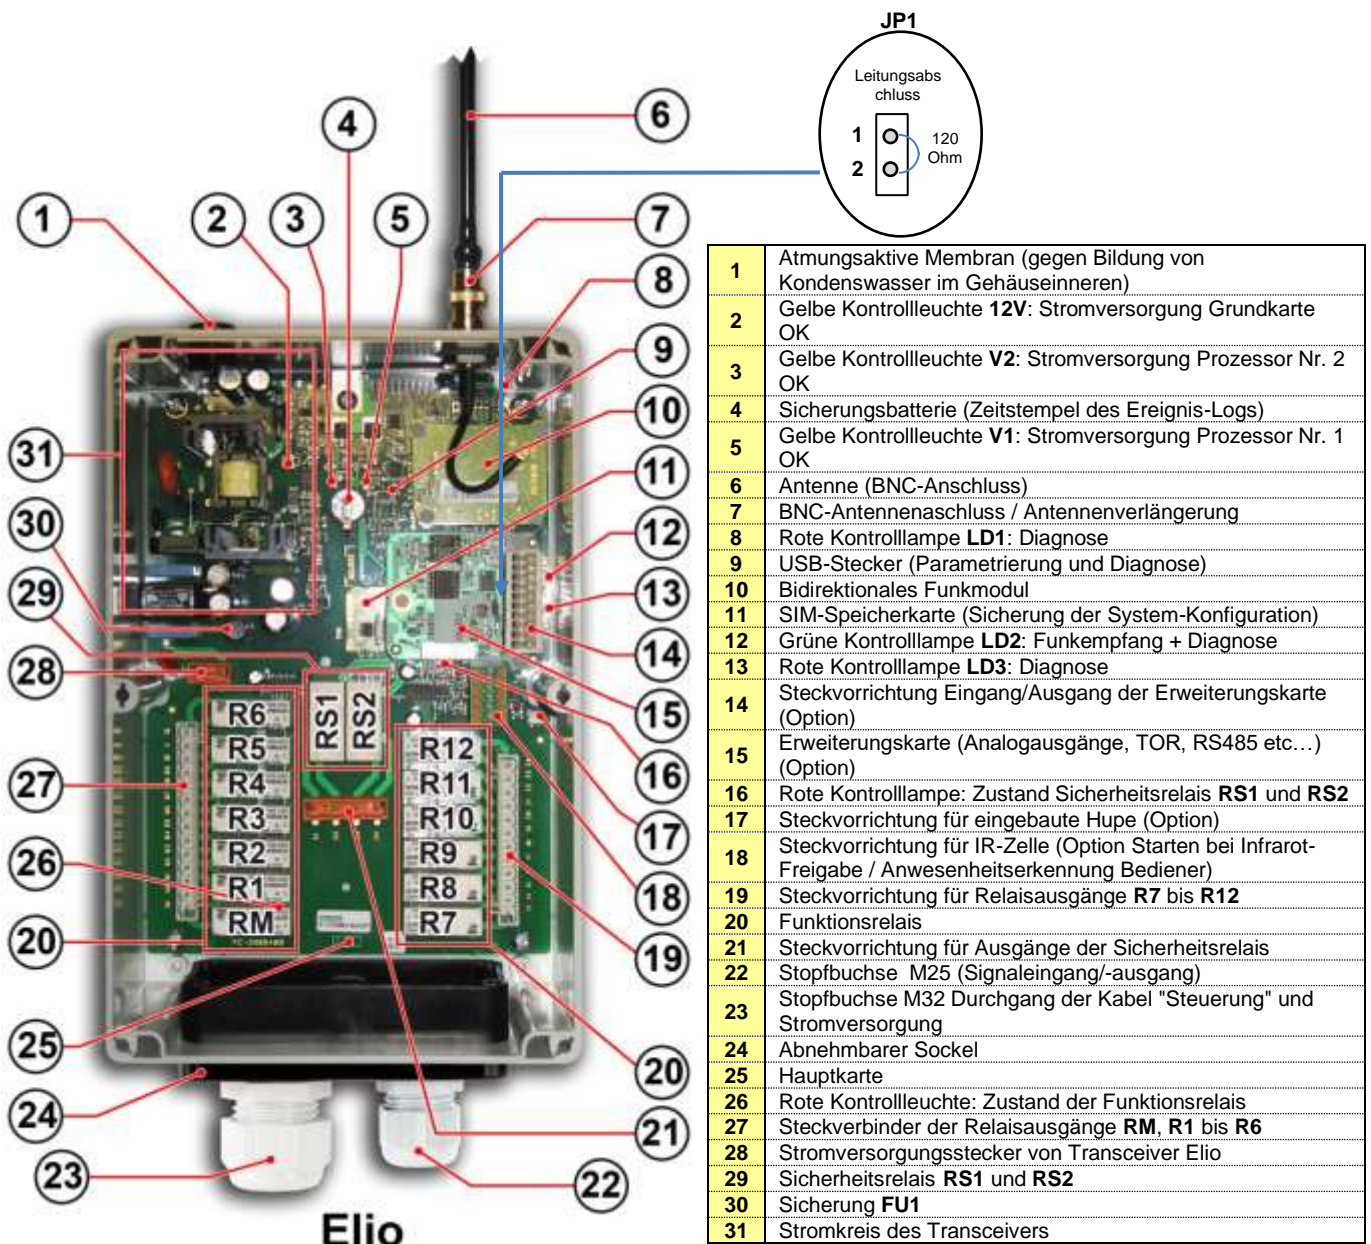 JP1
Leitungsabs
chluss
1
2
120
Ohm
4
6
1
2
3
5
7
8
9
10
31
11
30
12
29
13
28
14
R6
RS1
RS2
R12
15
R5
R11
27
R4
R10
16
R3
R9
17
26
R2
R8
18
R1
R7
20
RM
19
25
20
24
21
23
22
Elio
1 Atmungsaktive Membran (gegen Bildung von
Kondenswasser im Gehäuseinneren)
2 Gelbe Kontrollleuchte 12V: Stromversorgung Grundkarte
OK
3 Gelbe Kontrollleuchte V2: Stromversorgung Prozessor Nr. 2
OK
4 Sicherungsbatterie (Zeitstempel des Ereignis-Logs)
5 Gelbe Kontrollleuchte V1: Stromversorgung Prozessor Nr. 1
OK
6 Antenne (BNC-Anschluss)
7 BNC-Antennenaschluss / Antennenverlängerung
8 Rote Kontrolllampe LD1: Diagnose
9 USB-Stecker (Parametrierung und Diagnose)
10 Bidirektionales Funkmodul
11 SIM-Speicherkarte (Sicherung der System-Konfiguration)
12 Grüne Kontrolllampe LD2: Funkempfang + Diagnose
13 Rote Kontrolllampe LD3: Diagnose
14 Steckvorrichtung Eingang/Ausgang der Erweiterungskarte
(Option)
15 Erweiterungskarte (Analogausgänge, TOR, RS485 etc…)
(Option)
16 Rote Kontrolllampe: Zustand Sicherheitsrelais RS1 und RS2
17 Steckvorrichtung für eingebaute Hupe (Option)
18 Steckvorrichtung für IR-Zelle (Option Starten bei Infrarot-
Freigabe / Anwesenheitserkennung Bediener)
19 Steckvorrichtung für Relaisausgänge R7 bis R12
20 Funktionsrelais
21 Steckvorrichtung für Ausgänge der Sicherheitsrelais
22 Stopfbuchse M25 (Signaleingang/-ausgang)
23 Stopfbuchse M32 Durchgang der Kabel "Steuerung" und
Stromversorgung
24 Abnehmbarer Sockel
25 Hauptkarte
26 Rote Kontrollleuchte: Zustand der Funktionsrelais
27 Steckverbinder der Relaisausgänge RM, R1 bis R6
28 Stromversorgungsstecker von Transceiver Elio
29 Sicherheitsrelais RS1 und RS2
30 Sicherung FU1
31 Stromkreis des Transceivers